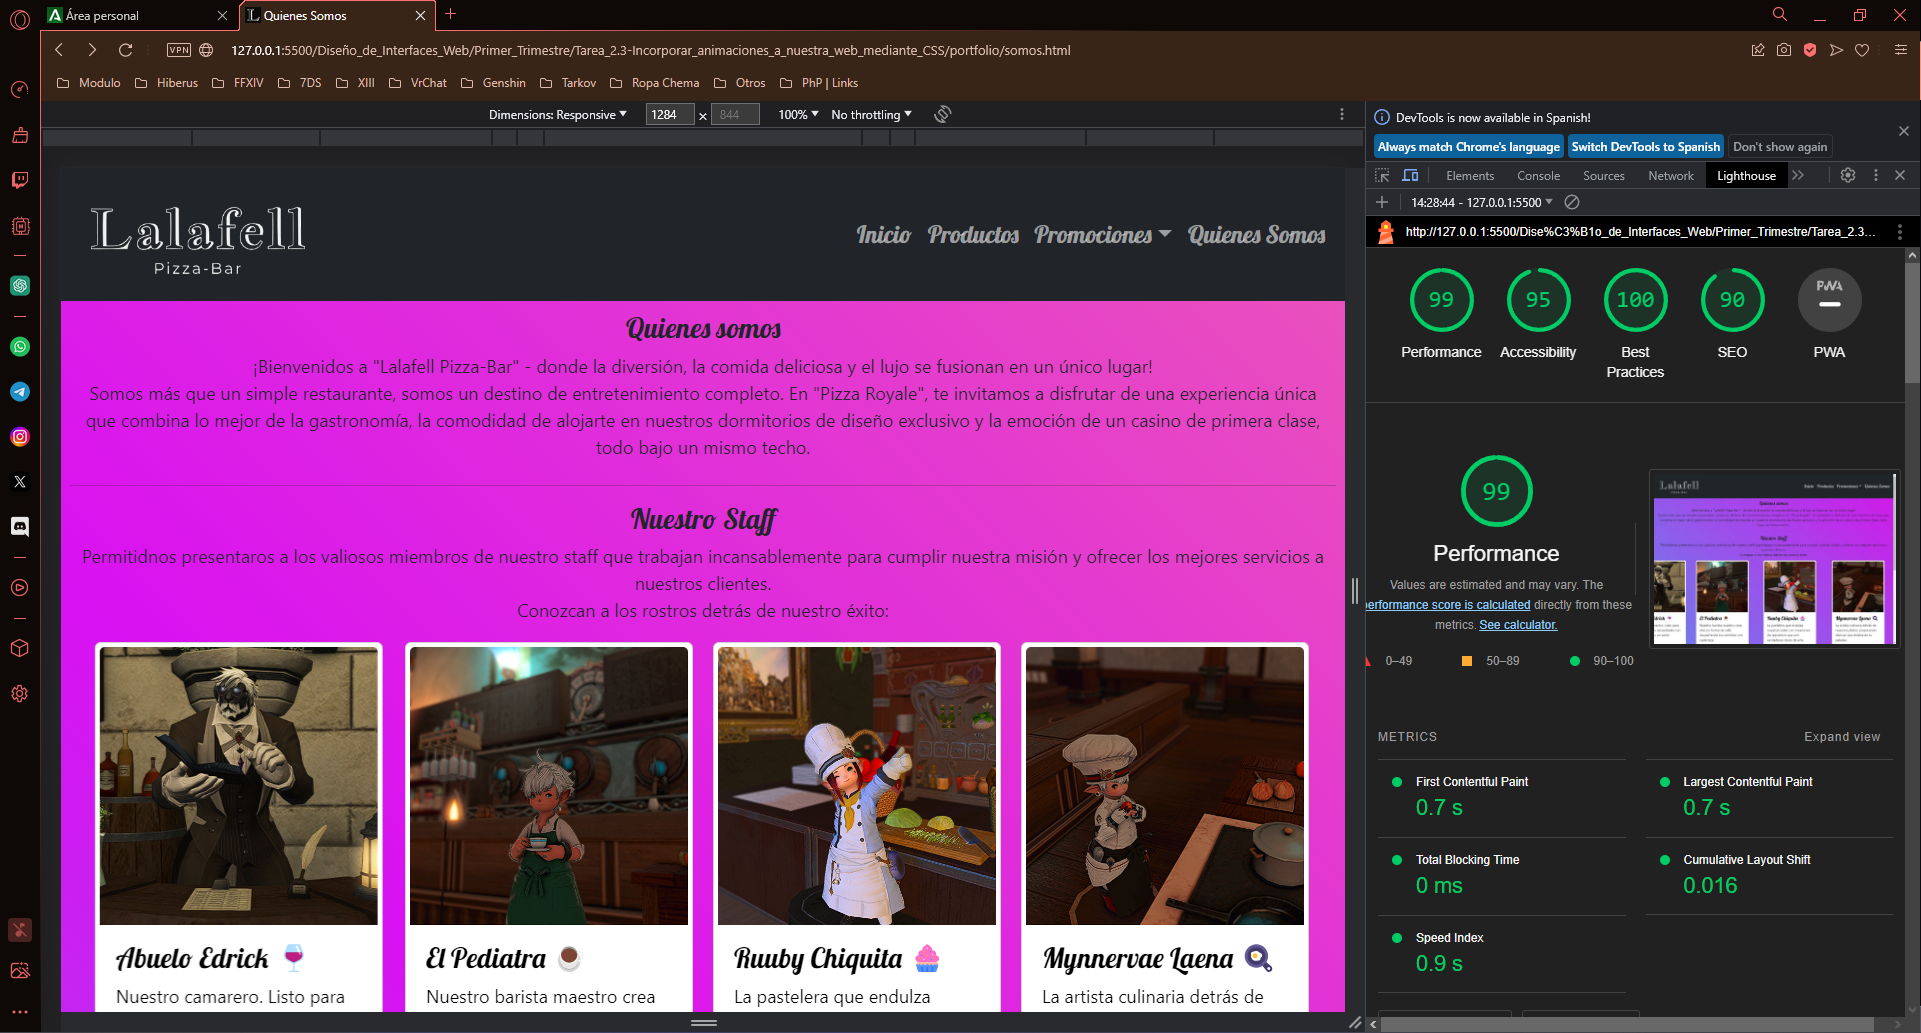 Área personal
Quienes Somos
VPN
127.0.0.1:5500/Diseño_de_Interfaces_Web/Primer_Trimestre/Tarea_2.3-Incorporar_animaciones_a_nuestra_web_mediante_CSS/portfolio/somos.html
Modulo Hiberus FFXIV 7DS XIII VrChat Genshin Tarkov Ropa Chema Otros PhP | Links
Dimensions: Responsive 1284 x 844 100% No throttling
DevTools is now available in Spanish!
Always match Chrome's language Switch DevTools to Spanish Don't show again
Elements Console Sources Network Lighthouse
14:28:44 - 127.0.0.1:5500
http://127.0.0.1:5500/Dise%C3%B1o_de_Interfaces_Web/Primer_Trimestre/Tarea_2.3...
Lalafell
Pizza-Bar
Inicio Productos Promociones Quienes Somos
Quienes somos
¡Bienvenidos a "Lalafell Pizza-Bar" - donde la diversión, la comida deliciosa y el lujo se fusionan en un único lugar!
Somos más que un simple restaurante, somos un destino de entretenimiento completo. En "Pizza Royale", te invitamos a disfrutar de una experiencia única
que combina lo mejor de la gastronomía, la comodidad de alojarte en nuestros dormitorios de diseño exclusivo y la emoción de un casino de primera clase,
todo bajo un mismo techo.
Nuestro Staff
Permitidnos presentaros a los valiosos miembros de nuestro staff que trabajan incansablemente para cumplir nuestra misión y ofrecer los mejores servicios a
nuestros clientes.
Conozcan a los rostros detrás de nuestro éxito:
Abuelo Edrick
Nuestro camarero. Listo para
El Pediatra
Nuestro barista maestro crea
Ruuby Chiquita
La pastelera que endulza
Mynnervae Laena
La artista culinaria detrás de
99 95 100 90 PWA
Performance Accessibility Best Practices SEO PWA
99
Performance
Values are estimated and may vary. The
performance score is calculated directly from these
metrics. See calculator.
0–49 50–89 90–100
METRICS Expand view
First Contentful Paint
0.7 s
Largest Contentful Paint
0.7 s
Total Blocking Time
0 ms
Cumulative Layout Shift
0.016
Speed Index
0.9 s